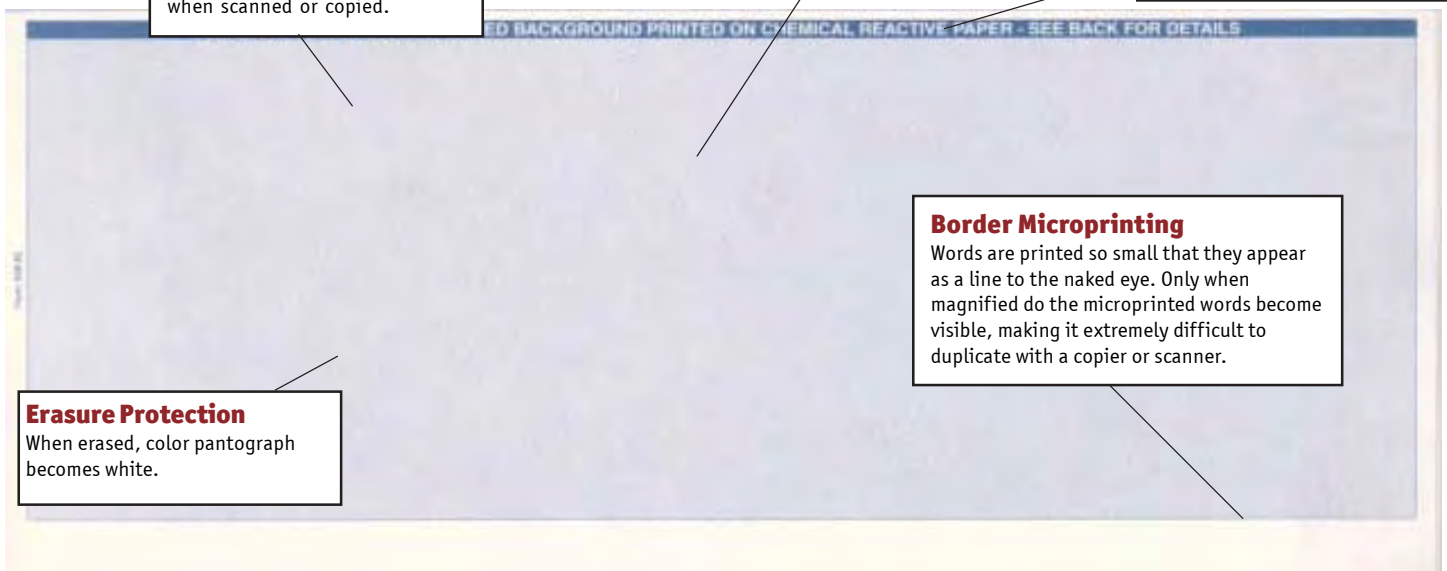 when scanned or copied.
ED BACKGROUND PRINTED ON CHEMICAL REACTIVE PAPER - SEE BACK FOR DETAILS
Border Microprinting
Words are printed so small that they appear
as a line to the naked eye. Only when
magnified do the microprinted words become
visible, making it extremely difficult to
duplicate with a copier or scanner.
Erasure Protection
When erased, color pantograph
becomes white.